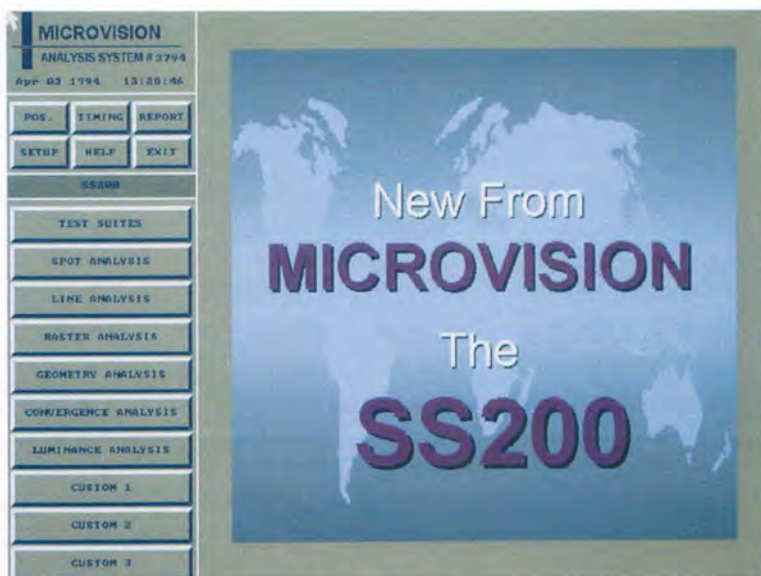 MICROVISION
ANALYSIS SYSTEM # 3794
Apr 03 1994 13:28:46
POS. TIMING REPORT
SETUP HELP EXIT
SS200
TEST SUITES
SPOT ANALYSIS
LINE ANALYSIS
RASTER ANALYSIS
GEOMETRY ANALYSIS
CONVERGENCE ANALYSIS
LUMINANCE ANALYSIS
CUSTOM 1
CUSTOM 2
CUSTOM 3
New From
MICROVISION
The
SS200